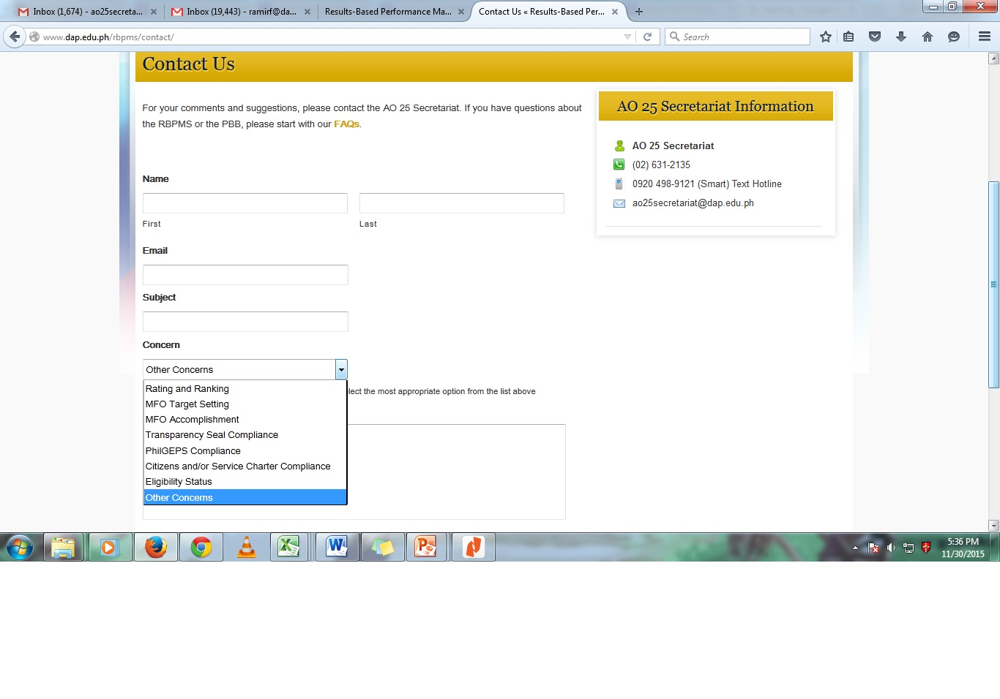 Inbox (1,674) - ao25secreta...
Inbox (19,443) - ramirf@da...
Results-Based Performance Ma...
Contact Us « Results-Based Per...
www.dap.edu.ph/rbpms/contact/
Search
Contact Us
For your comments and suggestions, please contact the AO 25 Secretariat. If you have questions about
the RBPMS or the PBB, please start with our FAQs.
AO 25 Secretariat Information
AO 25 Secretariat
(02) 631-2135
0920 498-9121 (Smart) Text Hotline
ao25secretariat@dap.edu.ph
Name
First
Last
Email
Subject
Concern
Other Concerns
lect the most appropriate option from the list above
Rating and Ranking
MFO Target Setting
MFO Accomplishment
Transparency Seal Compliance
PhilGEPS Compliance
Citizens and/or Service Charter Compliance
Eligibility Status
Other Concerns
5:36 PM
11/30/2015